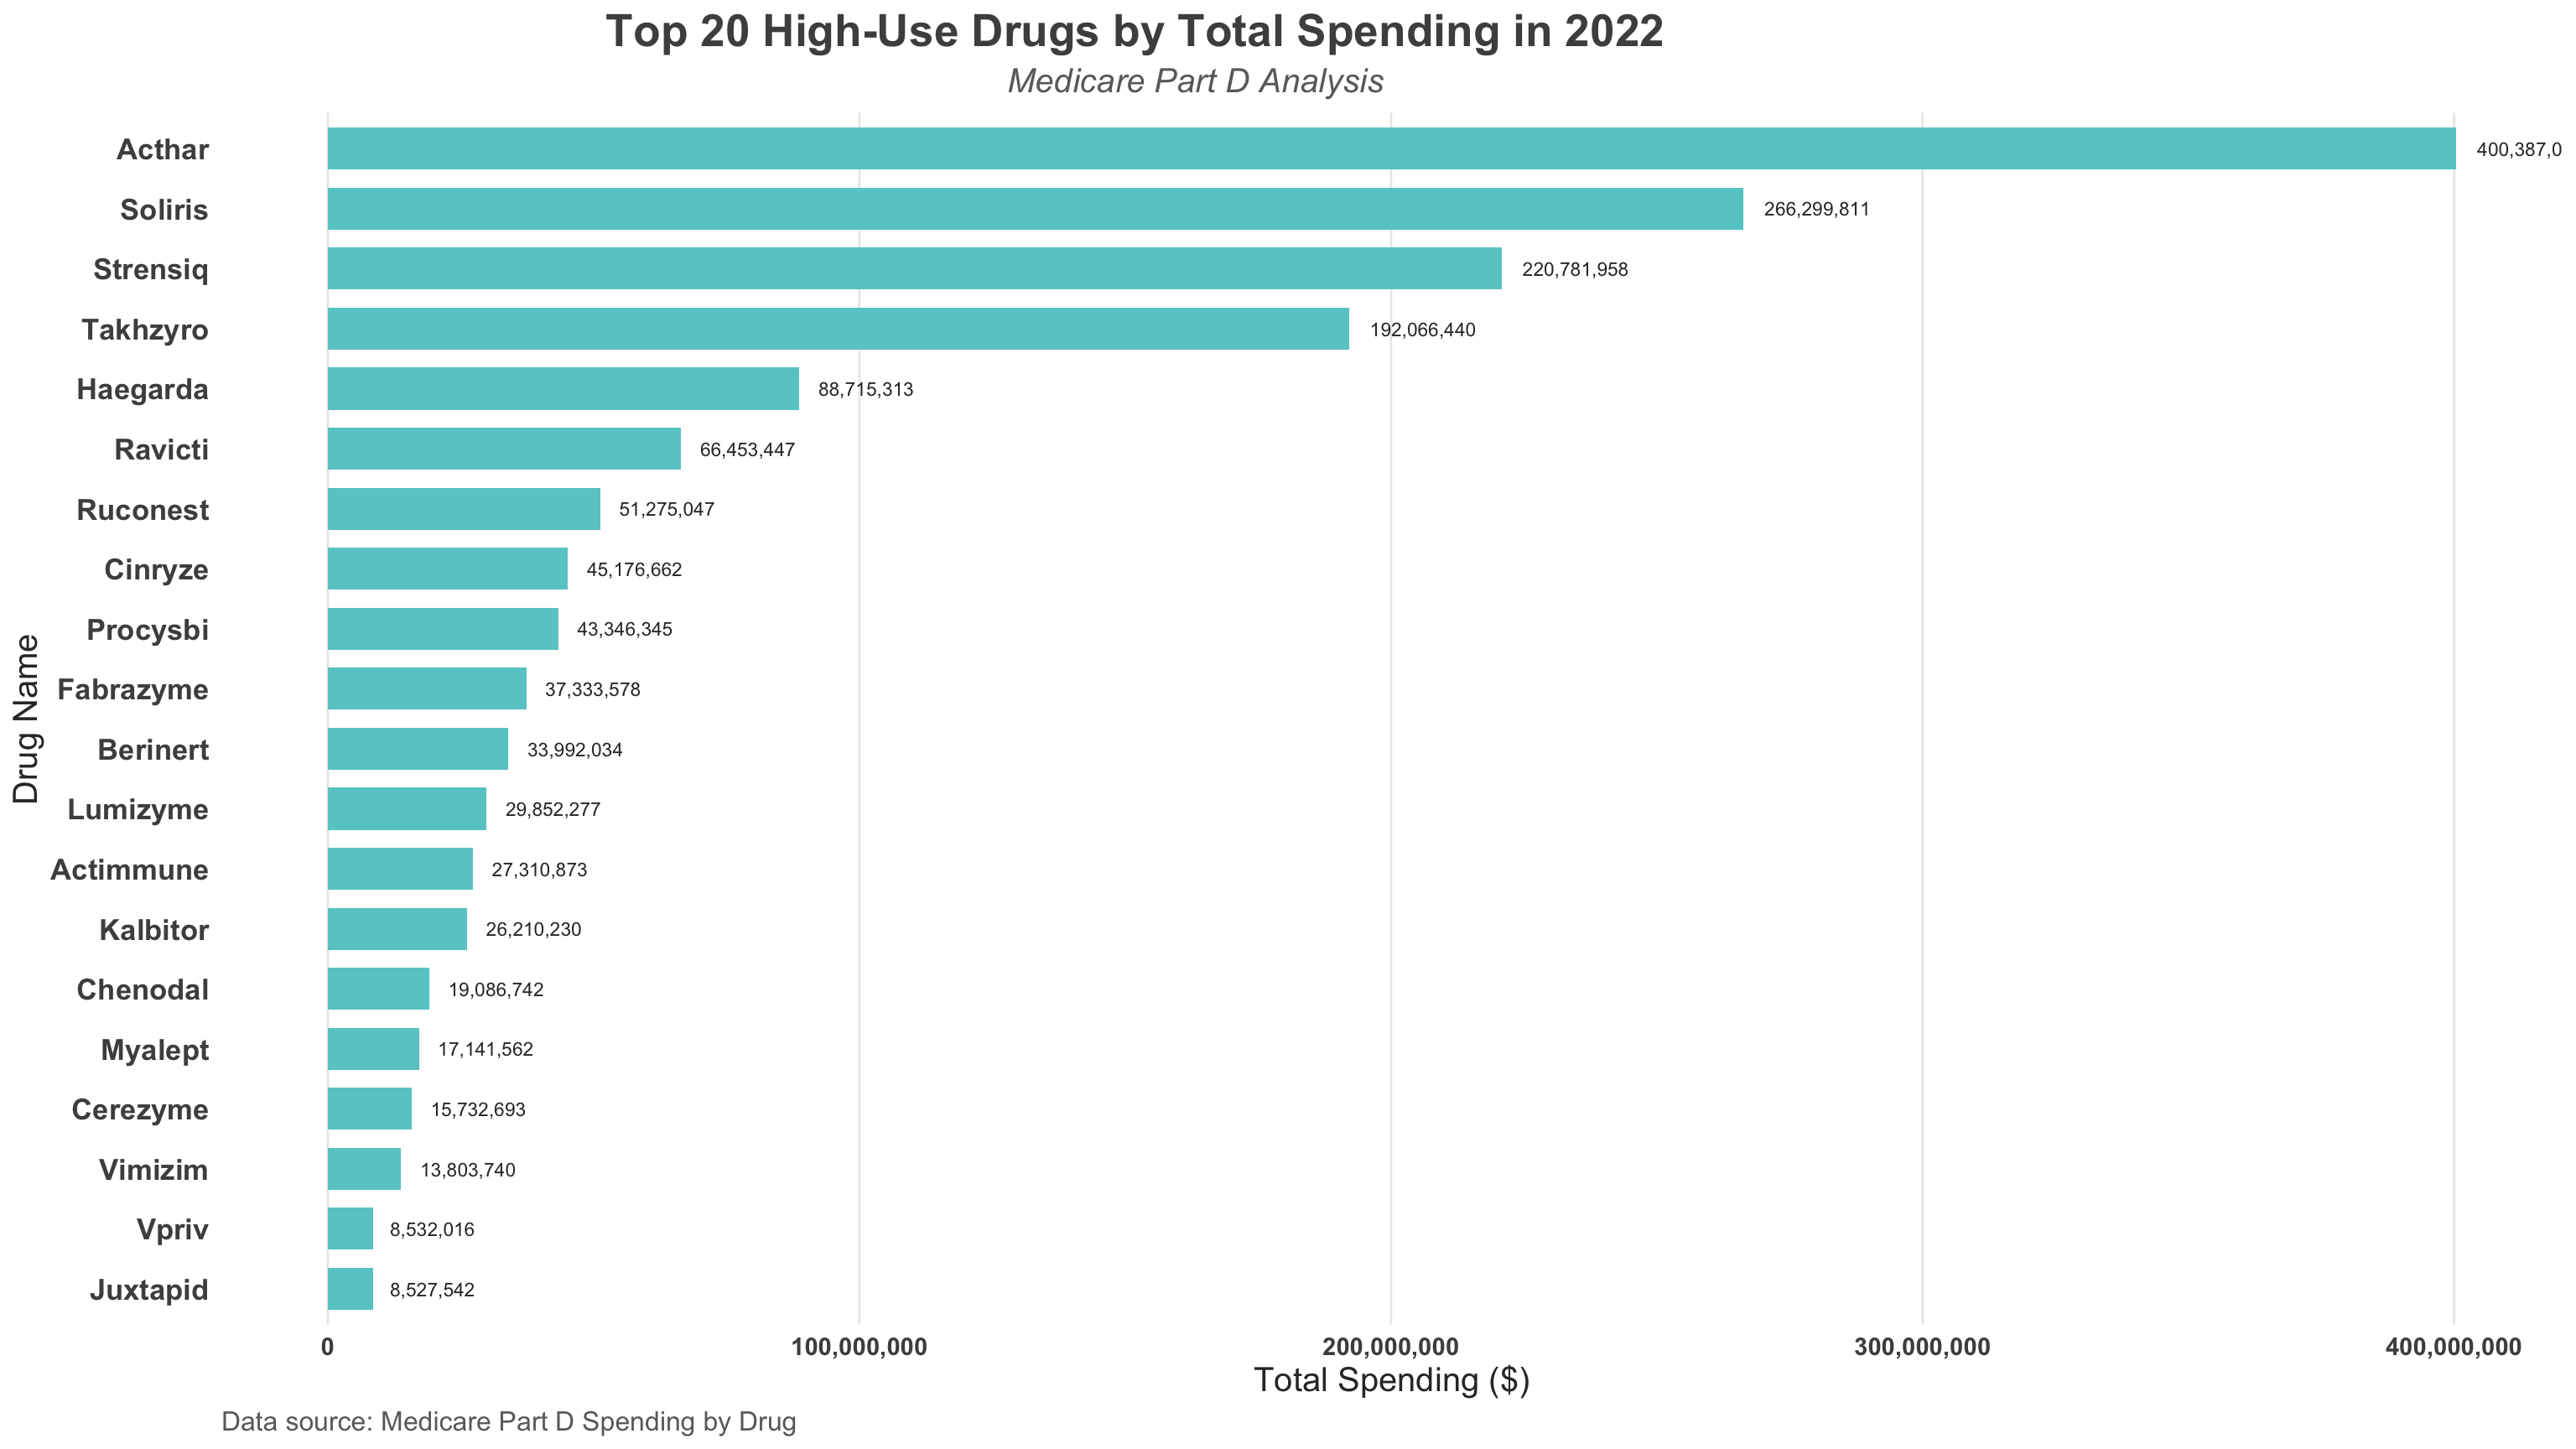 Top 20 High-Use Drugs by Total Spending in 2022
Medicare Part D Analysis
Drug Name
Acthar 400,387,0
Soliris 266,299,811
Strensiq 220,781,958
Takhzyro 192,066,440
Haegarda 88,715,313
Ravicti 66,453,447
Ruconest 51,275,047
Cinryze 45,176,662
Procysbi 43,346,345
Fabrazyme 37,333,578
Berinert 33,992,034
Lumizyme 29,852,277
Actimmune 27,310,873
Kalbitor 26,210,230
Chenodal 19,086,742
Myalept 17,141,562
Cerezyme 15,732,693
Vimizim 13,803,740
Vpriv 8,532,016
Juxtapid 8,527,542
0 100,000,000 200,000,000 300,000,000 400,000,000
Total Spending ($)
Data source: Medicare Part D Spending by Drug